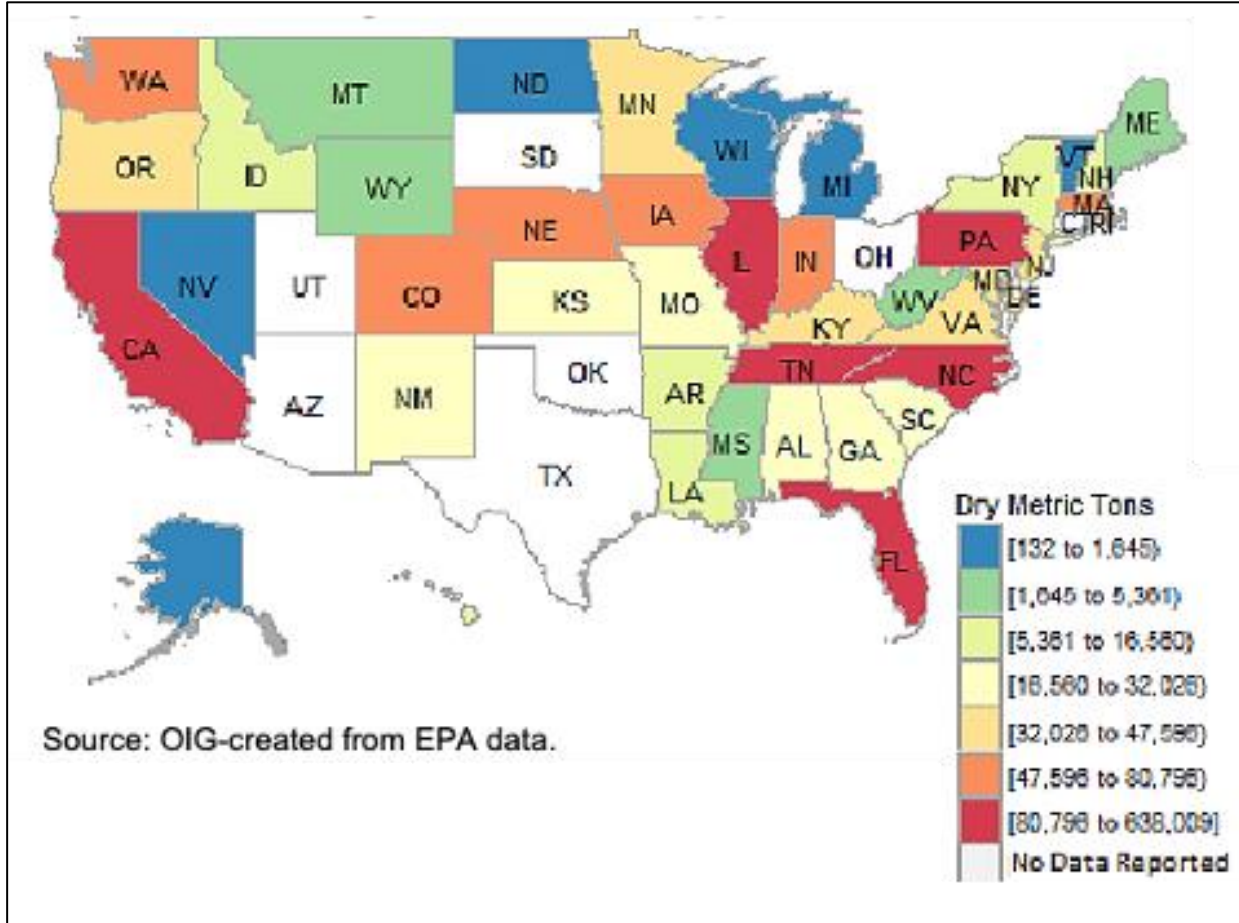 WA
MT
ND
MN
ME
OR
ID
SD
WI
VT
WY
MI
NY
NH
MA
NE
IA
CT RI
NV
UT
CO
IL
IN
OH
PA
NJ
KS
MO
MD
DE
CA
WV
VA
KY
AZ
NM
OK
AR
TN
NC
TX
LA
MS
AL
GA
SC
FL
Dry Metric Tons
[132 to 1,645)
[1,645 to 5,361)
[5,361 to 16,560)
[16,560 to 32,026)
[32,026 to 47,596)
[47,596 to 80,796)
[80,796 to 638,009]
No Data Reported
Source: OIG-created from EPA data.